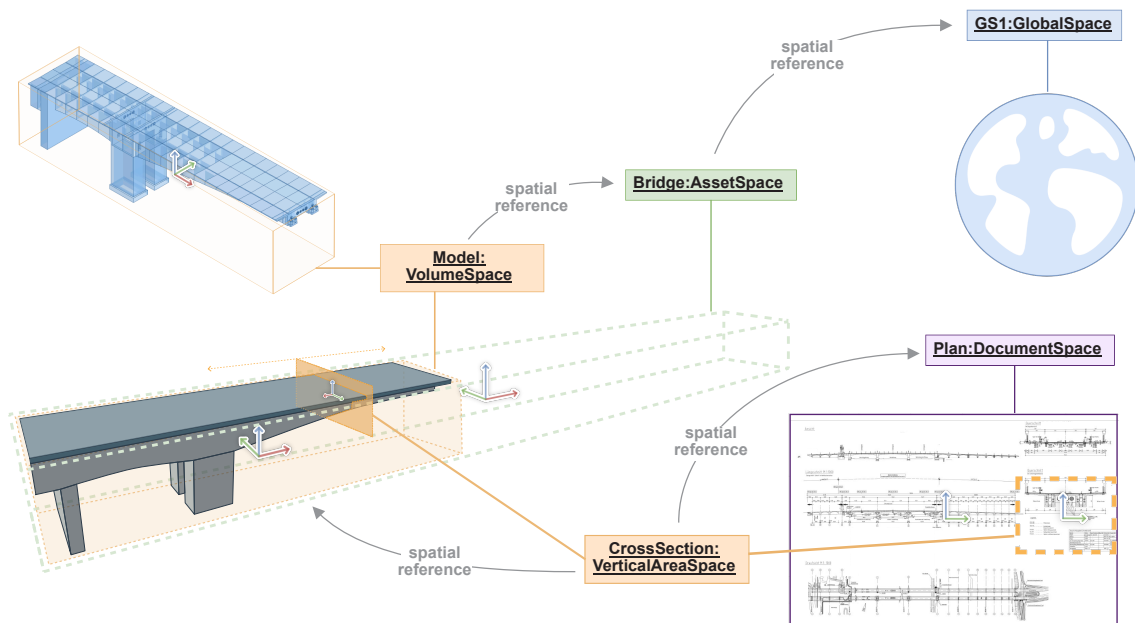 GS1:GlobalSpace
spatial
reference
Bridge:AssetSpace
spatial
reference
Model:
VolumeSpace
Plan:DocumentSpace
spatial
reference
CrossSection:
VerticalAreaSpace
spatial
reference